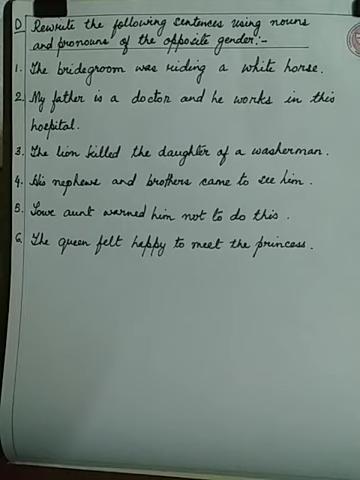 D Rewrite the following sentences using nouns
and pronouns of the opposite gender:-
1. The bridegroom was riding a white horse.
2. My father is a doctor and he works in this
hospital.
3. The lion killed the daughter of a washerman.
4. His nephews and brothers came to see him.
5. Your aunt warned him not to do this.
6. The queen felt happy to meet the princess.